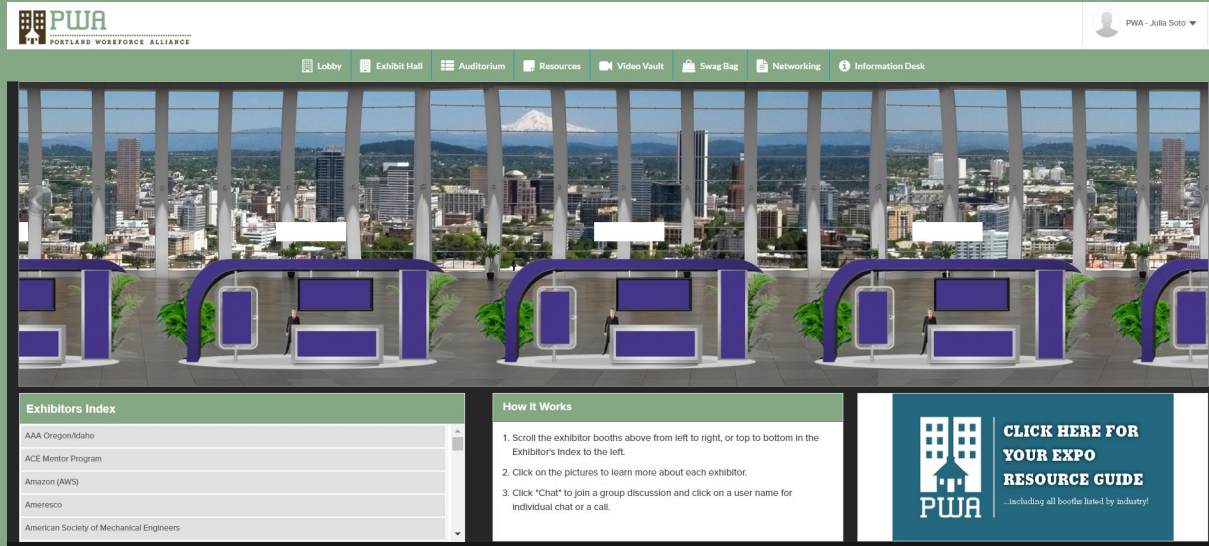 PWA
PORTLAND WORKFORCE ALLIANCE
PWA - Julia Soto
Lobby
Exhibit Hall
Auditorium
Resources
Video Vault
Swag Bag
Networking
Information Desk
Exhibitors Index
AAA Oregon/Idaho
ACE Mentor Program
Amazon (AWS)
Ameresco
American Society of Mechanical Engineers
How It Works
1. Scroll the exhibitor booths above from left to right, or top to bottom in the
Exhibitor's Index to the left.
2. Click on the pictures to learn more about each exhibitor.
3. Click "Chat" to join a group discussion and click on a user name for
individual chat or a call.
PWA
CLICK HERE FOR
YOUR EXPO
RESOURCE GUIDE
...including all booths listed by industry!